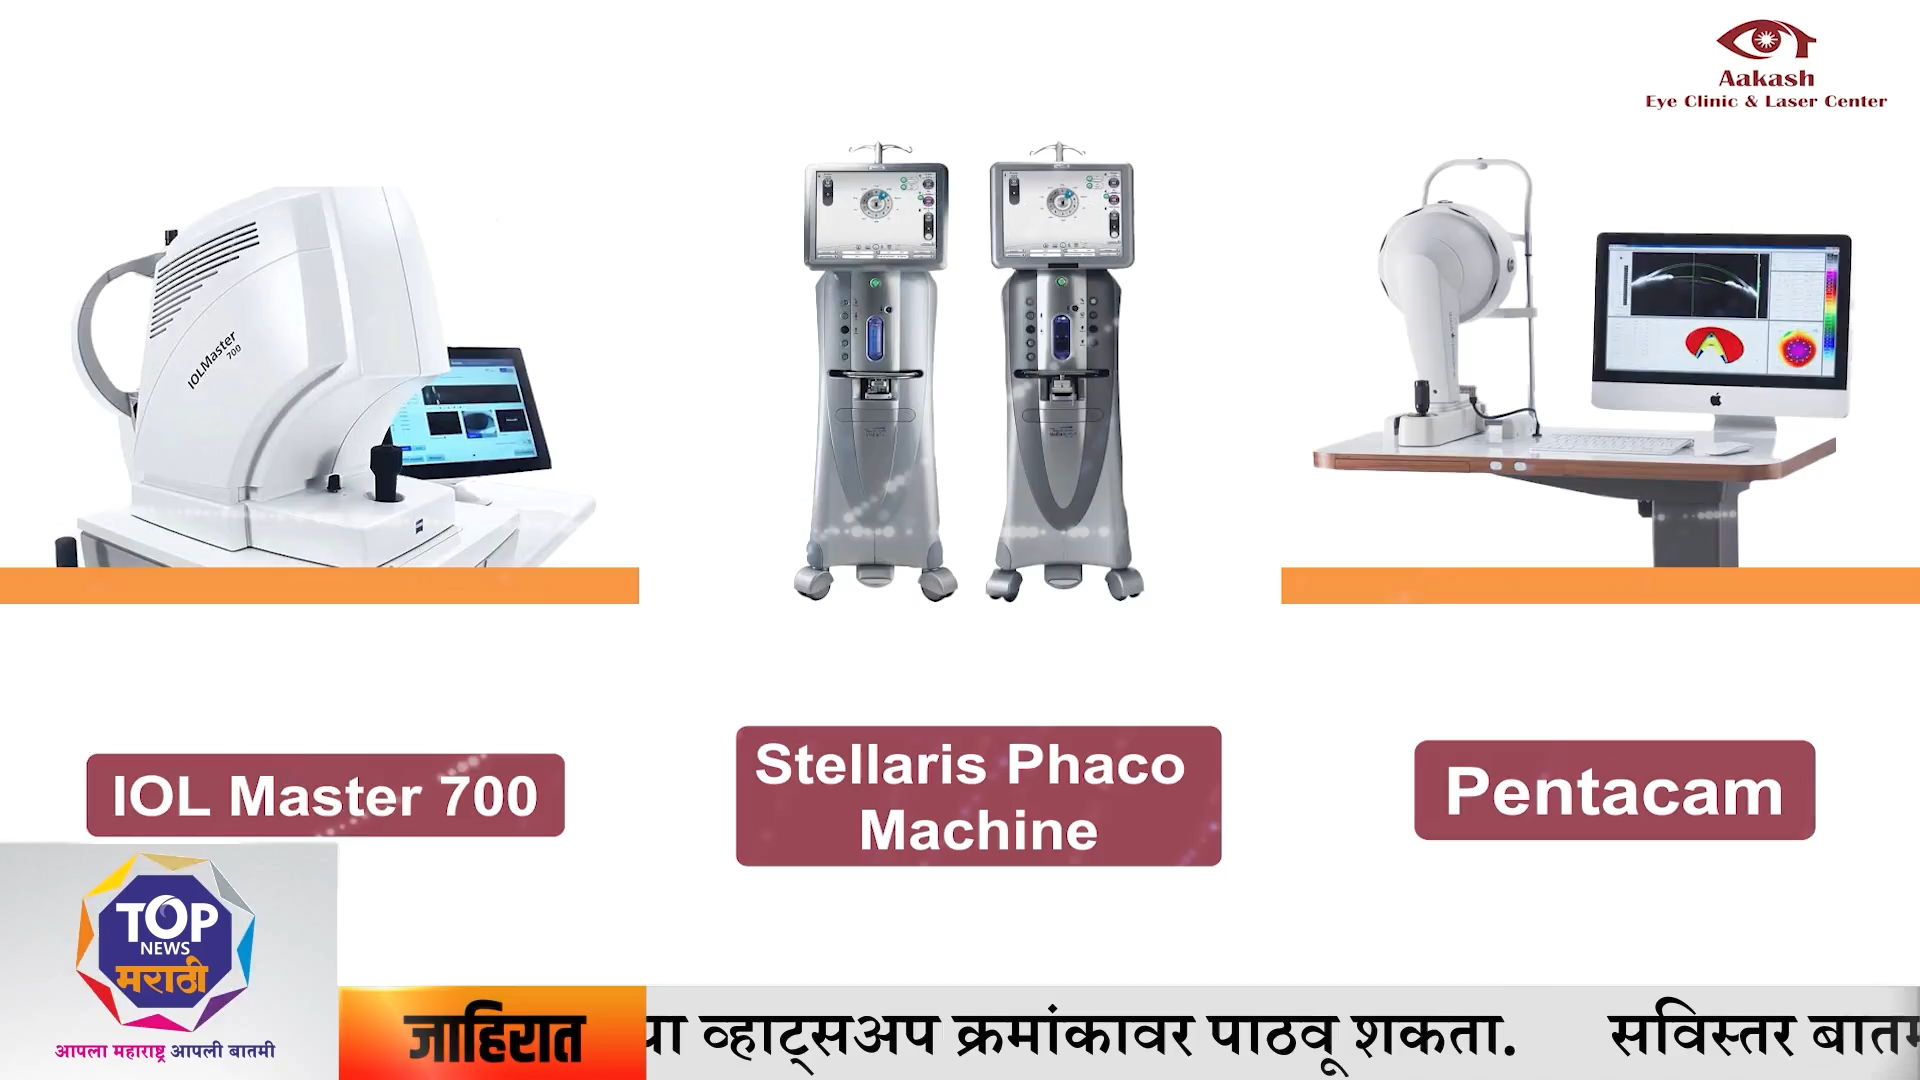 Aakash
Eye Clinic & Laser Center
IOLMaster
700
IOL Master 700
Stellaris Phaco
Machine
Pentacam
TOP
NEWS
मराठी
आपला महाराष्ट्र आपली बातमी
जाहिरात
या व्हाट्सअप क्रमांकावर पाठवू शकता. सविस्तर